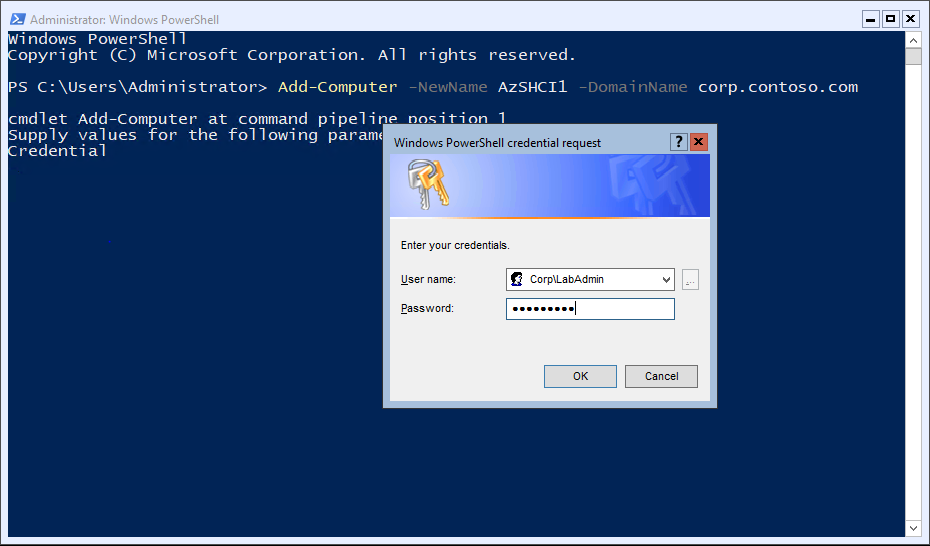 Administrator: Windows PowerShell
Windows PowerShell
Copyright (C) Microsoft Corporation. All rights reserved.
PS C:\Users\Administrator> Add-Computer -NewName AzSHCI1 -DomainName corp.contoso.com
cmdlet Add-Computer at command pipeline position 1
Supply values for the following
Credential
Windows PowerShell credential request
?
Enter your credentials.
User name: Corp\LabAdmin
...
Password: ●●●●●●●●●
OK Cancel